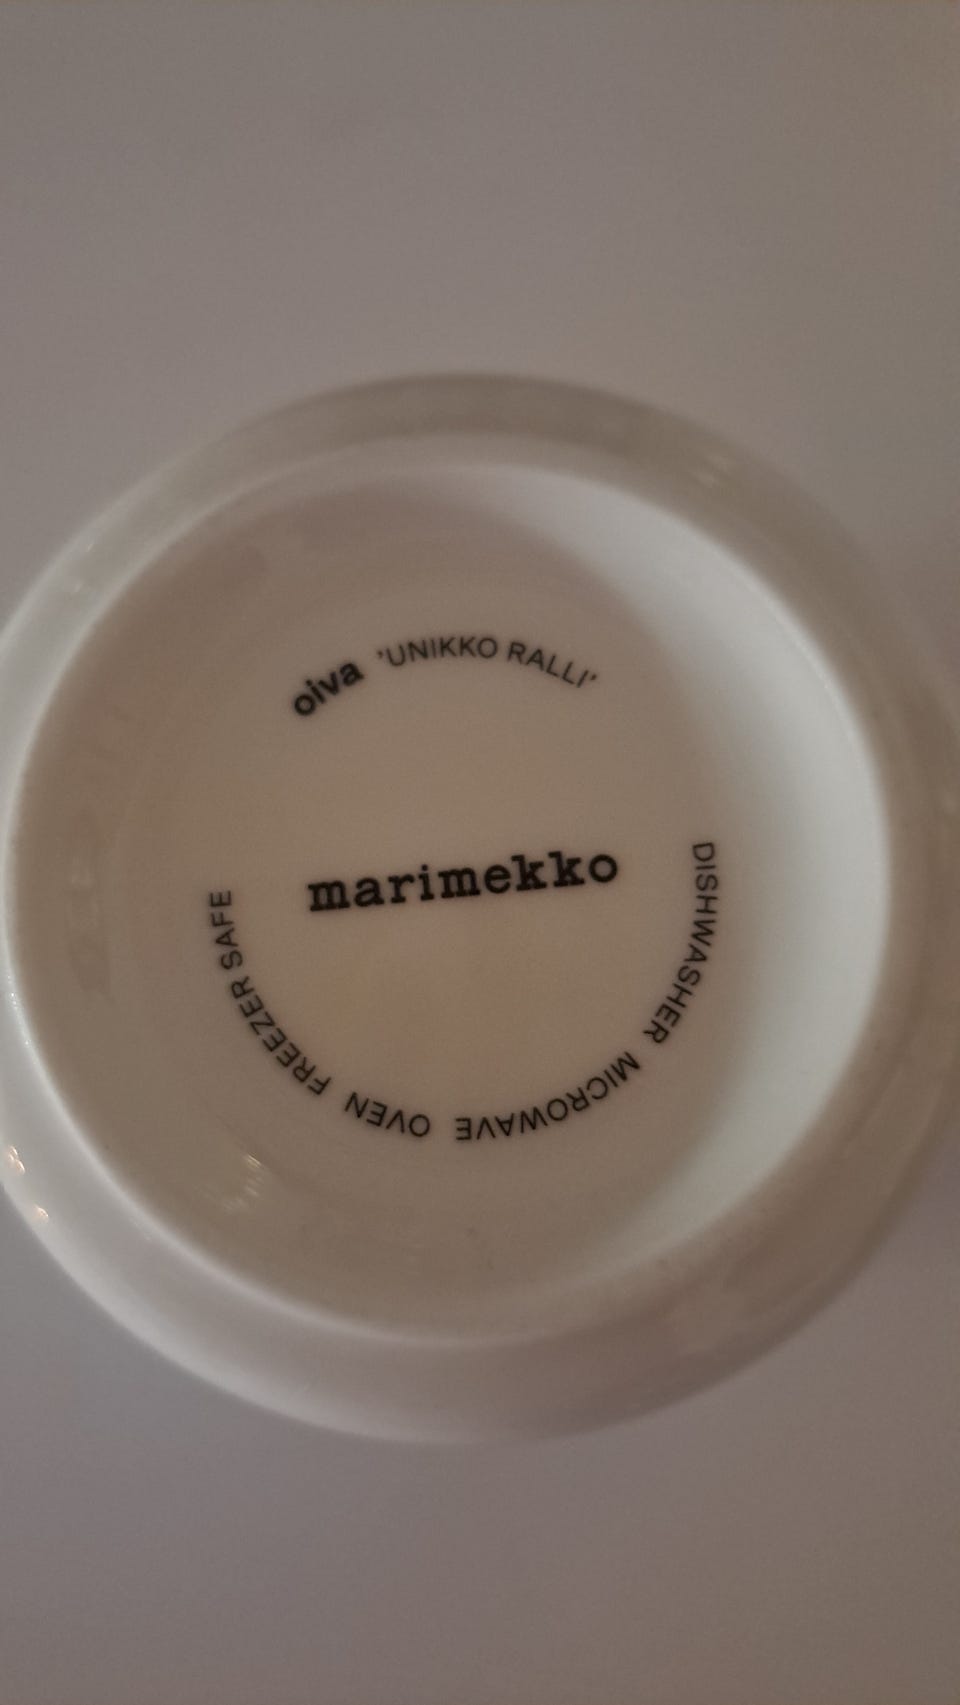 oiva 'UNIKKO RALLI'
marimekko
DISHWASHER MICROWAVE OVEN FREEZER SAFE